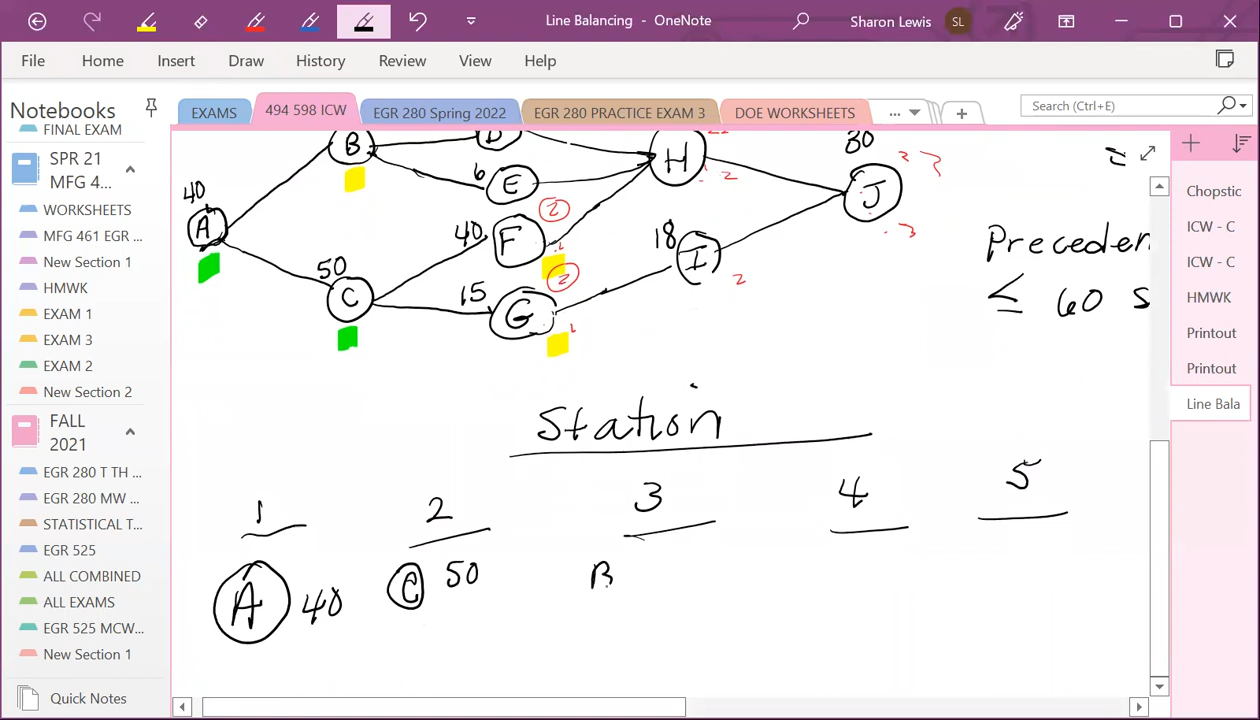 Line Balancing - OneNote
Sharon Lewis
SL
File
Home
Insert
Draw
History
Review
View
Help
Notebooks
EXAMS
494 598 ICW
EGR 280 Spring 2022
EGR 280 PRACTICE EXAM 3
DOE WORKSHEETS
...
Search (Ctrl+E)
FINAL EXAM
SPR 21
MFG 4...
WORKSHEETS
MFG 461 EGR ...
New Section 1
HMWK
EXAM 1
EXAM 3
EXAM 2
New Section 2
FALL
2021
EGR 280 T TH ...
EGR 280 MW ...
STATISTICAL T...
EGR 525
ALL COMBINED
ALL EXAMS
EGR 525 MCW...
New Section 1
Quick Notes
B
D
H
2
J
3
A
40
6
E
2
40
F
18
I
2
50
C
15
G
2
Preceden
≤ 60 s
Station
1
2
3
4
5
A 40
C 50
B
Chopstic
ICW - C
ICW - C
HMWK
Printout
Printout
Line Bala